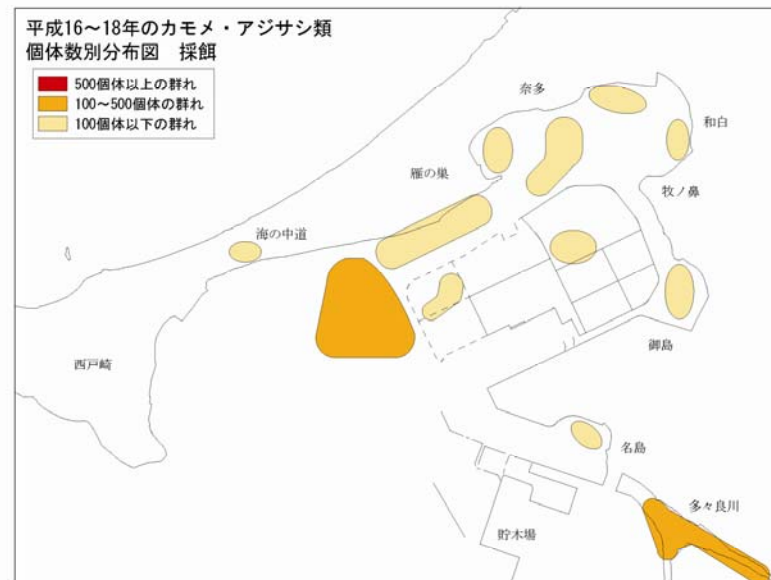 平成16～18年のカモメ・アジサシ類
個体数別分布図　採餌
500個体以上の群れ
100～500個体の群れ
100個体以下の群れ
奈多
和白
雁の巣
牧ノ鼻
海の中道
西戸崎
御島
名島
多々良川
貯木場